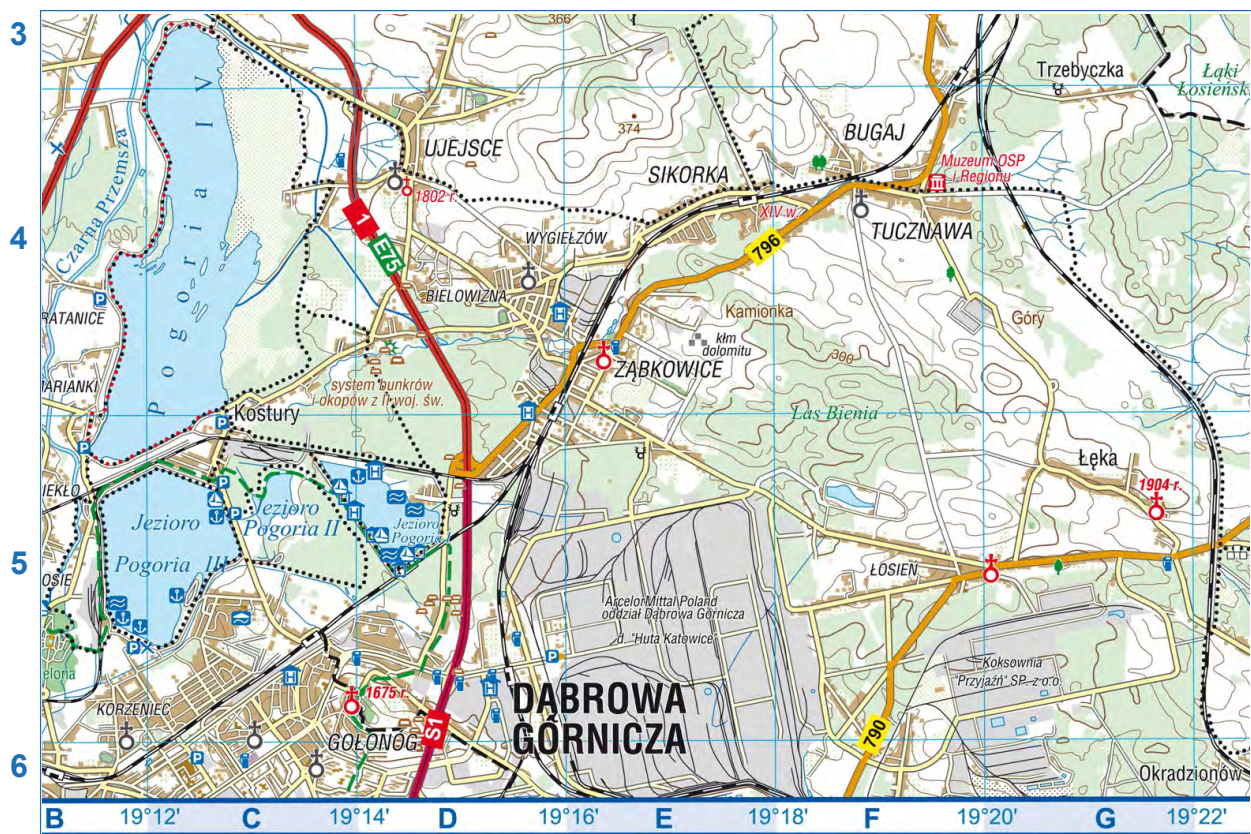 3
366
Trzebyczka
Łąki
Łosieńsk
Pogoria IV
Czarna Przemsza
374
BUGAJ
UJEJSCE
SIKORKA
Muzeum OSP
i Regionu
1802 r.
XIV w.
4
1
E75
WYGIEŁZÓW
796
TUCZNAWA
BIELOWIZNA
RATANICE
Kamionka
Góry
kłm
dolomitu
300
ZĄBKOWICE
MARIANKI
system bunkrów
i okopów z II woj. św.
Kostury
Las Bienia
Łęka
1904 r.
IEKŁO
Jezioro
Pogoria III
Jezioro
Pogoria II
Jezioro
Pogoria I
5
ŁOSIEŃ
OSIE
ArcelorMittal Poland
oddział Dąbrowa Górnicza
d. "Huta Katowice"
Koksownia
"Przyjaźń" SP. z o.o.
elona
1675 r.
KORZENIEC
DĄBROWA
GÓRNICZA
GOŁONÓG
S1
790
6
Okradzionów
B 19°12' C 19°14' D 19°16' E 19°18' F 19°20' G 19°22'